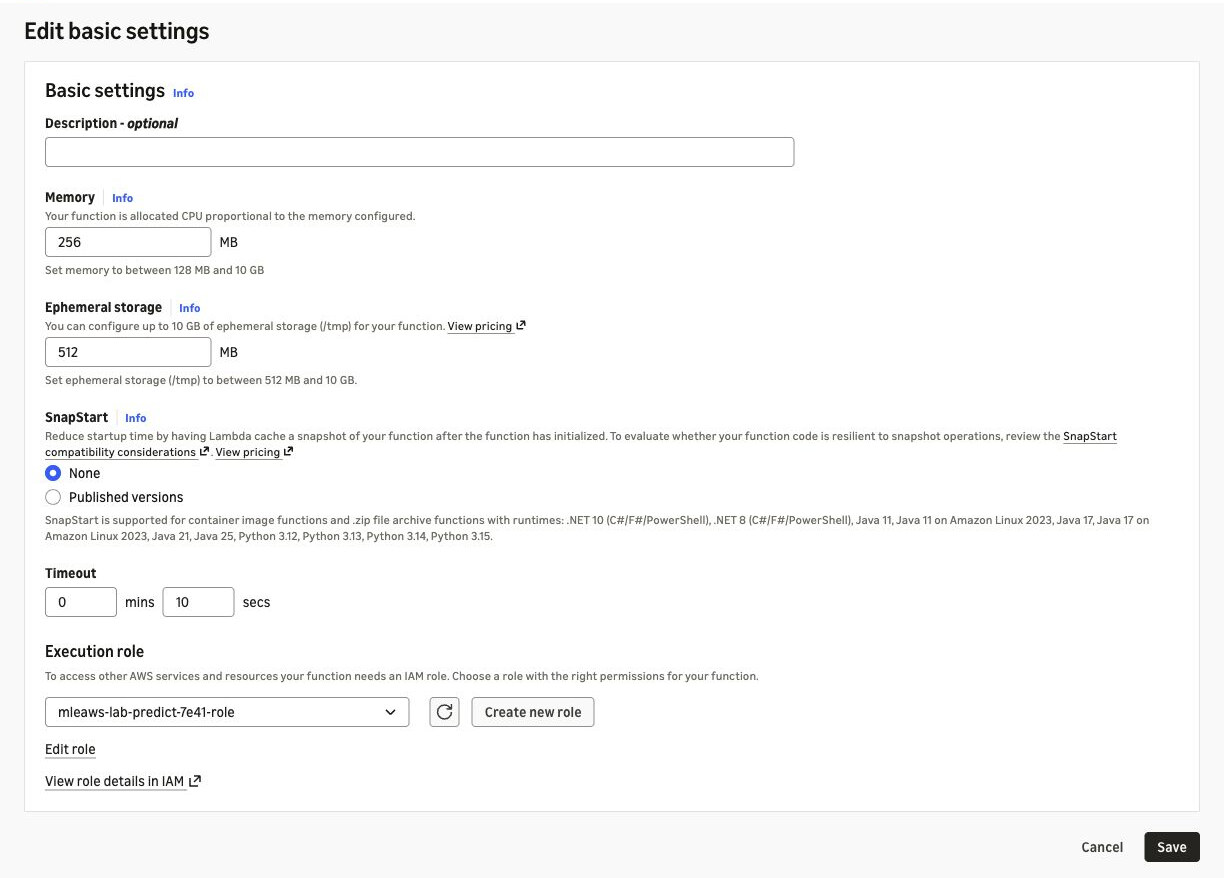 Edit basic settings
Basic settings Info
Description - optional
Memory Info
Your function is allocated CPU proportional to the memory configured.
256 MB
Set memory to between 128 MB and 10 GB
Ephemeral storage Info
You can configure up to 10 GB of ephemeral storage (/tmp) for your function. View pricing
512 MB
Set ephemeral storage (/tmp) to between 512 MB and 10 GB.
SnapStart Info
Reduce startup time by having Lambda cache a snapshot of your function after the function has initialized. To evaluate whether your function code is resilient to snapshot operations, review the SnapStart
compatibility considerations . View pricing
None
Published versions
SnapStart is supported for container image functions and .zip file archive functions with runtimes: .NET 10 (C#/F#/PowerShell), .NET 8 (C#/F#/PowerShell), Java 11, Java 11 on Amazon Linux 2023, Java 17, Java 17 on
Amazon Linux 2023, Java 21, Java 25, Python 3.12, Python 3.13, Python 3.14, Python 3.15.
Timeout
0 mins 10 secs
Execution role
To access other AWS services and resources your function needs an IAM role. Choose a role with the right permissions for your function.
mleaws-lab-predict-7e41-role Create new role
Edit role
View role details in IAM
Cancel Save